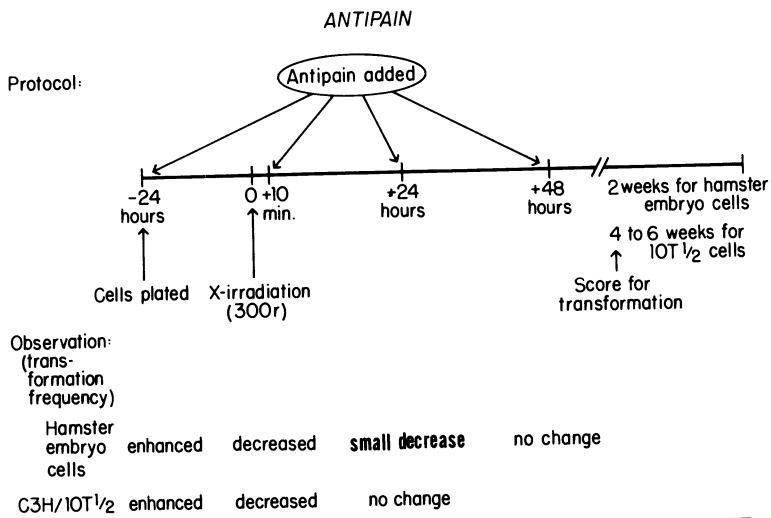 ANTIPAIN
Protocol:
Antipain added
-24
hours
0 +10
min.
+24
hours
+48
hours
2 weeks for hamster
embryo cells
4 to 6 weeks for
10T 1/2 cells
Cells plated
X-irradiation
(300r)
Score for
transformation
Observation:
(trans-
formation
frequency)
Hamster
embryo
cells
enhanced decreased small decrease no change
C3H/10T1/2 enhanced decreased no change